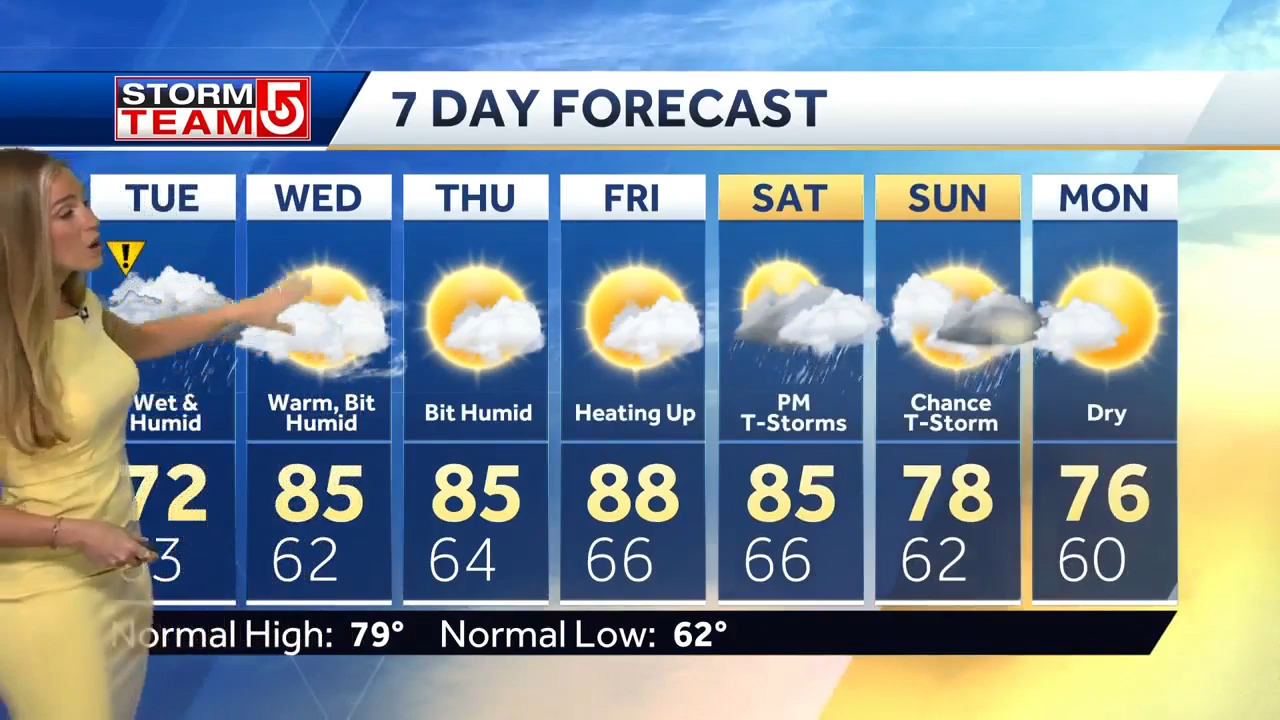 STORM
TEAM 5
7 DAY FORECAST
TUE WED THU FRI SAT SUN MON
!
Wet &
Humid
Warm, Bit
Humid
Bit Humid
Heating Up
PM
T-Storms
Chance
T-Storm
Dry
72 85 85 88 85 78 76
63 62 64 66 66 62 60
Normal High: 79° Normal Low: 62°